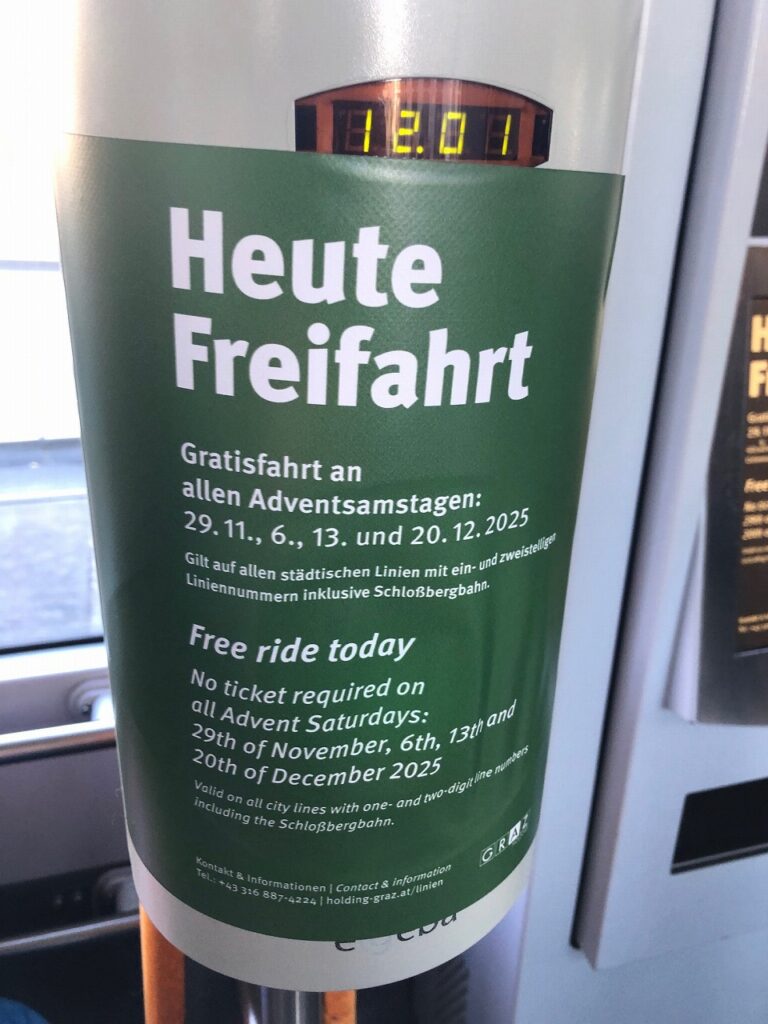 12.01
Heute
Freifahrt
Gratisfahrt an
allen Adventsamstagen:
29. 11., 6., 13. und 20. 12. 2025
Gilt auf allen städtischen Linien mit ein- und zweistelligen
Liniennummern inklusive Schloßbergbahn.
Free ride today
No ticket required on
all Advent Saturdays:
29th of November, 6th, 13th and
20th of December 2025
Valid on all city lines with one- and two-digit line numbers
including the Schloßbergbahn.
GRAZ
Kontakt & Informationen | Contact & information
Tel.: +43 316 887-4224 | holding-graz.at/linien